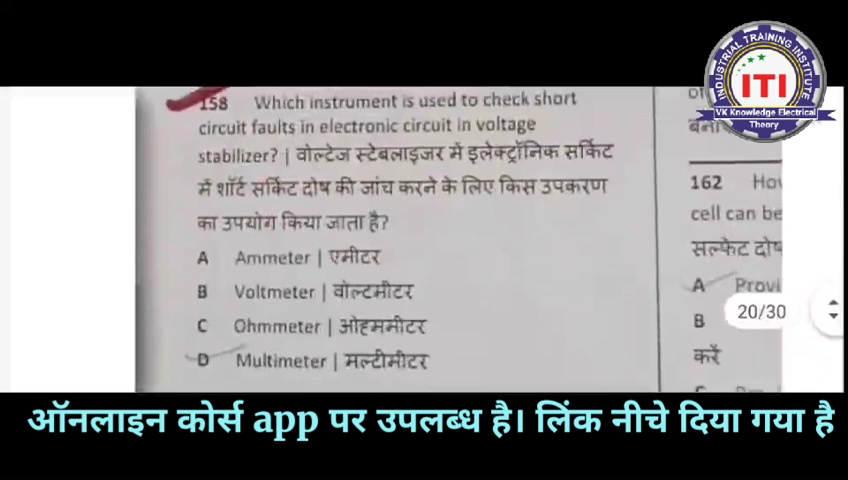 INDUSTRIAL TRAINING INSTITUTE
ITI
VK Knowledge Electrical
Theory
158 Which instrument is used to check short
circuit faults in electronic circuit in voltage
stabilizer? | वोल्टेज स्टेबलाइजर में इलेक्ट्रॉनिक सर्किट
में शॉर्ट सर्किट दोष की जांच करने के लिए किस उपकरण
का उपयोग किया जाता है?
A Ammeter | एमीटर
B Voltmeter | वोल्टमीटर
C Ohmmeter | ओहममीटर
D Multimeter | मल्टीमीटर
162
cell can be
सल्फेट दोष
A Provi
B
करें
20/30
ऑनलाइन कोर्स app पर उपलब्ध है। लिंक नीचे दिया गया है